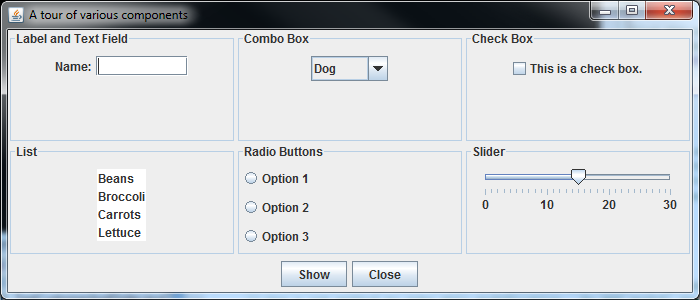 A tour of various components
Label and Text Field
Name:
Combo Box
Dog
Check Box
This is a check box.
List
Beans
Broccoli
Carrots
Lettuce
Radio Buttons
Option 1
Option 2
Option 3
Slider
0 10 20 30
Show Close